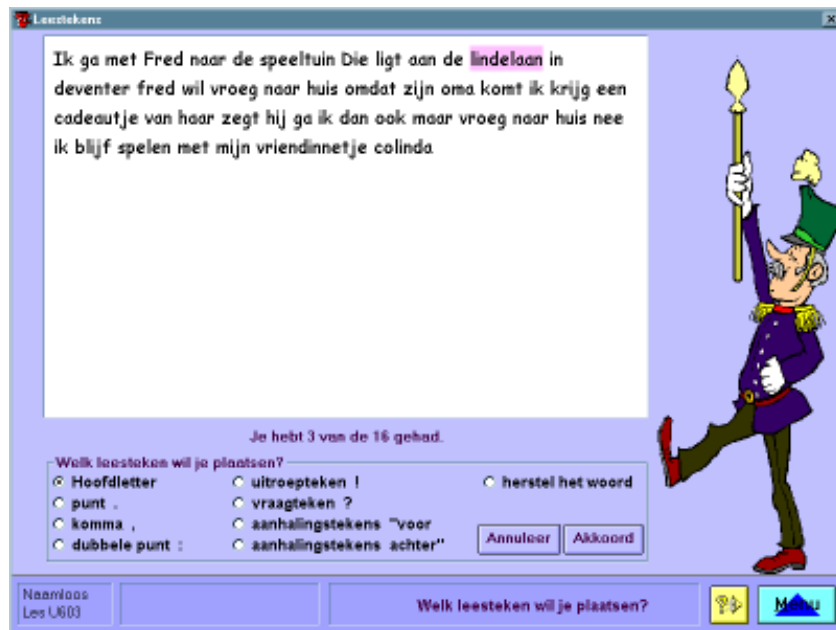 Leestekens
Ik ga met Fred naar de speeltuin Die ligt aan de lindelaan in
deventer fred wil vroeg naar huis omdat zijn oma komt ik krijg een
cadeautje van haar zegt hij ga ik dan ook maar vroeg naar huis nee
ik blijf spelen met mijn vriendinnetje colinda
Je hebt 3 van de 16 gehad.
Welk leesteken wil je plaatsen?
Hoofdletter
punt .
komma ,
dubbele punt :
uitroepteken !
vraagteken ?
aanhalingstekens "voor
aanhalingstekens achter"
herstel het woord
Annuleer
Akkoord
Naamloos
Les U603
Welk leesteken wil je plaatsen?
Menu